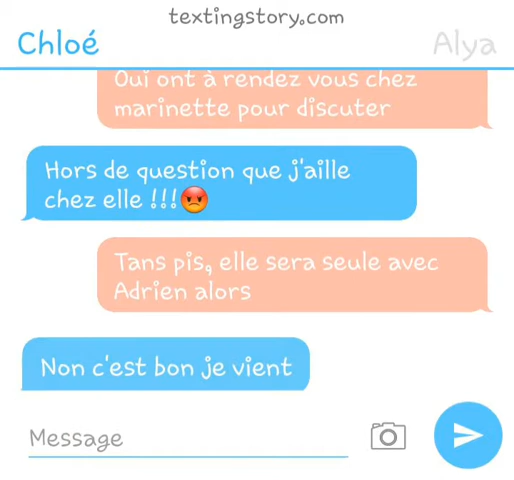 textingstory.com
Chloé
Alya
Oui ont à rendez vous chez
marinette pour discuter
Hors de question que j'aille
chez elle !!!😡
Tans pis, elle sera seule avec
Adrien alors
Non c'est bon je vient
Message